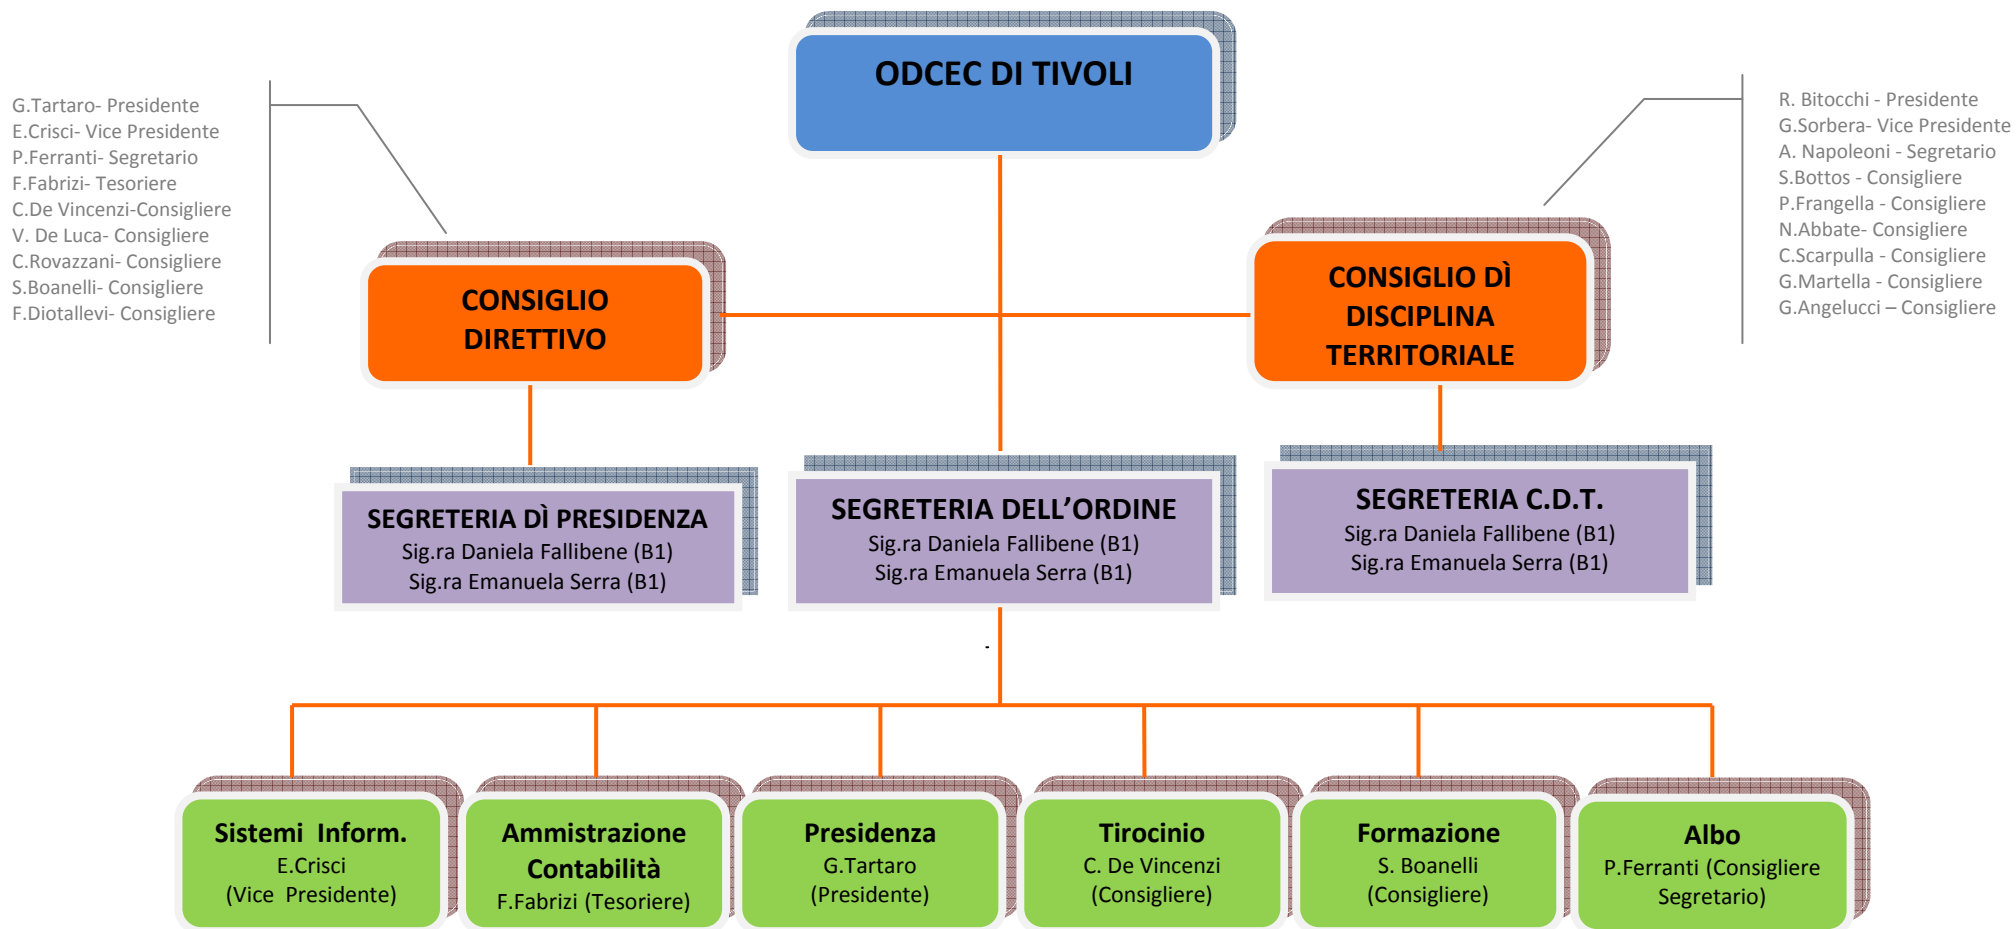 ODCEC DI TIVOLI
G.Tartaro- Presidente
E.Crisci- Vice Presidente
P.Ferranti- Segretario
F.Fabrizi- Tesoriere
C.De Vincenzi-Consigliere
V. De Luca- Consigliere
C.Rovazzani- Consigliere
S.Boanelli- Consigliere
F.Diotallevi- Consigliere
R. Bitocchi - Presidente
G.Sorbera- Vice Presidente
A. Napoleoni - Segretario
S.Bottos - Consigliere
P.Frangella - Consigliere
N.Abbate- Consigliere
C.Scarpulla - Consigliere
G.Martella - Consigliere
G.Angelucci – Consigliere
CONSIGLIO
DIRETTIVO
CONSIGLIO DÌ
DISCIPLINA
TERRITORIALE
SEGRETERIA DÌ PRESIDENZA
Sig.ra Daniela Fallibene (B1)
Sig.ra Emanuela Serra (B1)
SEGRETERIA DELL’ORDINE
Sig.ra Daniela Fallibene (B1)
Sig.ra Emanuela Serra (B1)
SEGRETERIA C.D.T.
Sig.ra Daniela Fallibene (B1)
Sig.ra Emanuela Serra (B1)
-
Sistemi Inform.
E.Crisci
(Vice Presidente)
Ammistrazione
Contabilità
F.Fabrizi (Tesoriere)
Presidenza
G.Tartaro
(Presidente)
Tirocinio
C. De Vincenzi
(Consigliere)
Formazione
S. Boanelli
(Consigliere)
Albo
P.Ferranti (Consigliere
Segretario)